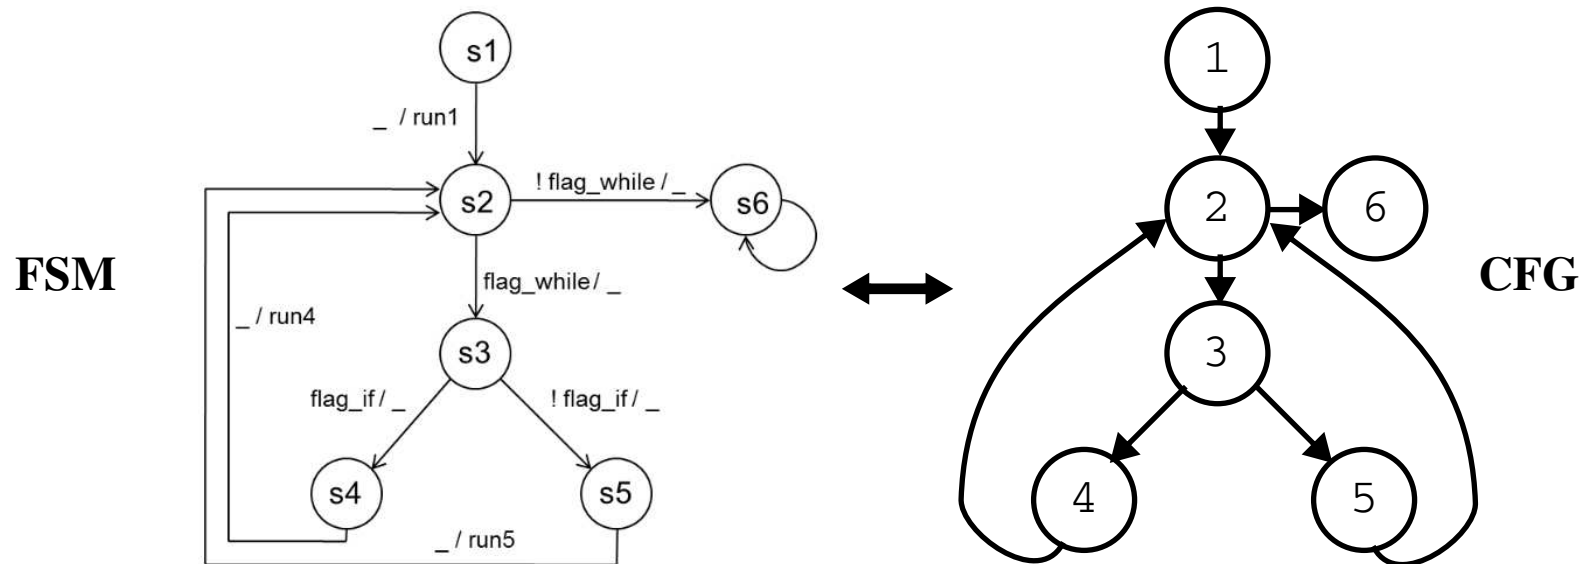 s1
_ / run1
s2
! flag_while / _
s6
flag_while / _
FSM
_ / run4
s3
flag_if / _
! flag_if / _
s4
s5
_ / run5
1
2
6
CFG
3
4
5